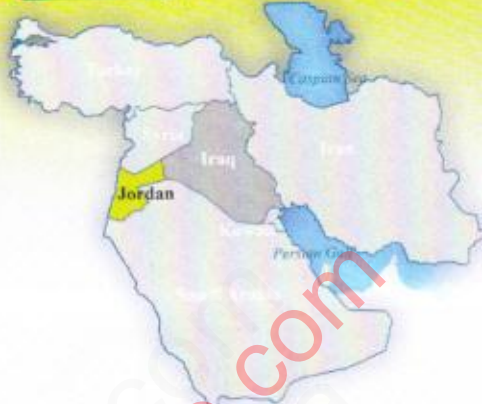 Turkey
Caspian Sea
Syria
Iraq
Iran
Jordan
Kuwait
Persian Gulf
Saudi Arabia
com